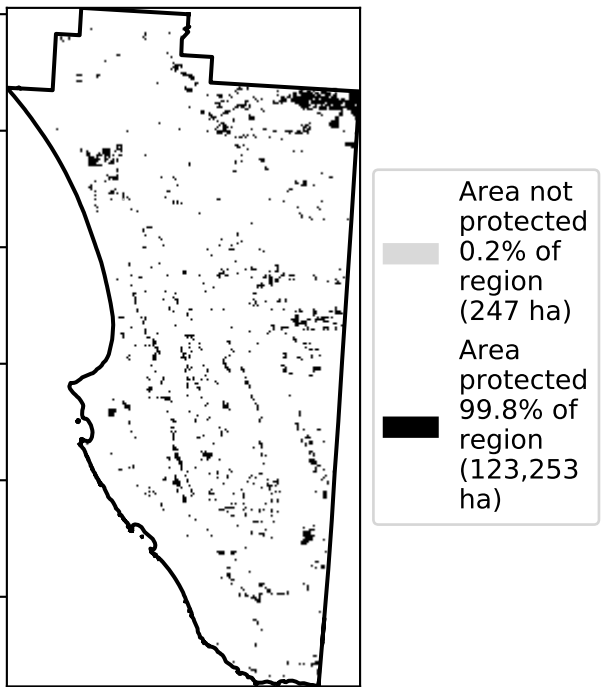 Area not
protected
0.2% of
region
(247 ha)
Area
protected
99.8% of
region
(123,253
ha)